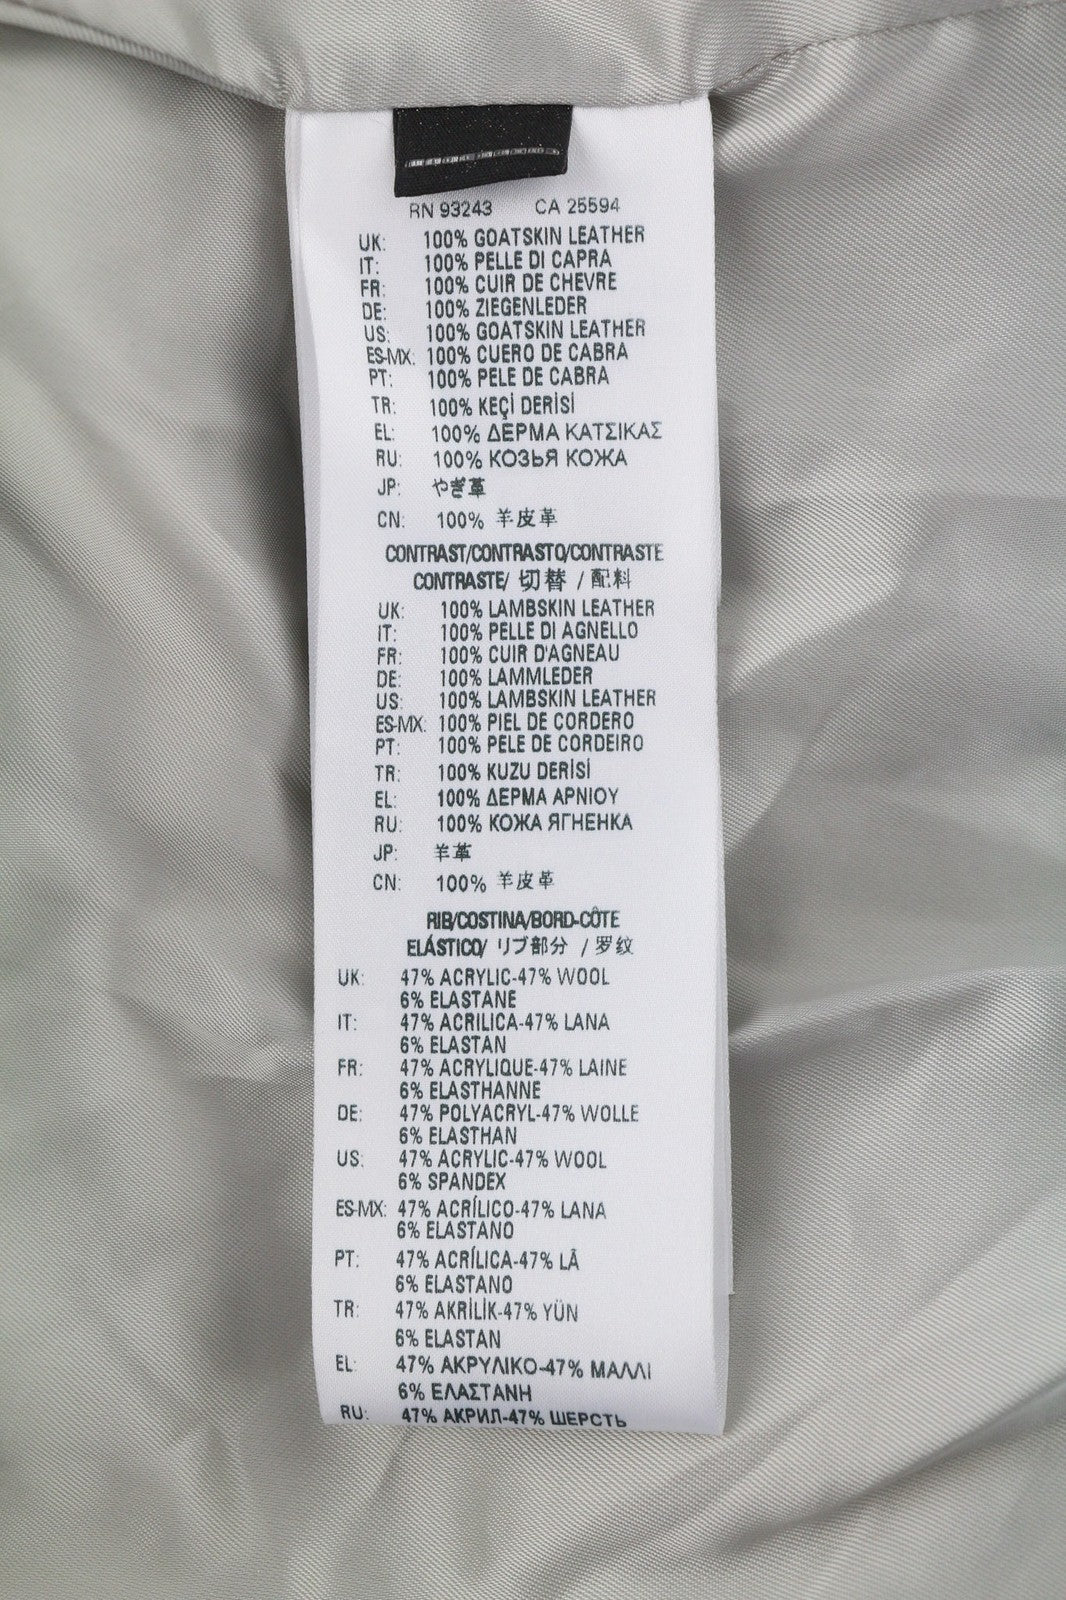 RN 93243 CA 25594
UK: 100% GOATSKIN LEATHER
IT: 100% PELLE DI CAPRA
FR: 100% CUIR DE CHEVRE
DE: 100% ZIEGENLEDER
US: 100% GOATSKIN LEATHER
ES-MX: 100% CUERO DE CABRA
PT: 100% PELE DE CABRA
TR: 100% KEÇİ DERİSİ
EL: 100% ΔΕΡΜΑ ΚΑΤΣΙΚΑΣ
RU: 100% КОЗЬЯ КОЖА
JP: やぎ革
CN: 100% 羊皮革
CONTRAST/CONTRASTO/CONTRASTE
CONTRASTE/ 切替 / 配料
UK: 100% LAMBSKIN LEATHER
IT: 100% PELLE DI AGNELLO
FR: 100% CUIR D'AGNEAU
DE: 100% LAMMLEDER
US: 100% LAMBSKIN LEATHER
ES-MX: 100% PIEL DE CORDERO
PT: 100% PELE DE CORDEIRO
TR: 100% KUZU DERİSİ
EL: 100% ΔΕΡΜΑ ΑΡΝΙΟΥ
RU: 100% КОЖА ЯГНЕНКА
JP: 羊革
CN: 100% 羊皮革
RIB/COSTINA/BORD-CÔTE
ELÁSTICO/ リブ部分 / 罗纹
UK: 47% ACRYLIC-47% WOOL
6% ELASTANE
IT: 47% ACRILICA-47% LANA
6% ELASTAN
FR: 47% ACRYLIQUE-47% LAINE
6% ELASTHANNE
DE: 47% POLYACRYL-47% WOLLE
6% ELASTHAN
US: 47% ACRYLIC-47% WOOL
6% SPANDEX
ES-MX: 47% ACRÍLICO-47% LANA
6% ELASTANO
PT: 47% ACRÍLICA-47% LÃ
6% ELASTANO
TR: 47% AKRİLİK-47% YÜN
6% ELASTAN
EL: 47% ΑΚΡΥΛΙΚΟ-47% ΜΑΛΛΙ
6% ΕΛΑΣΤΑΝΗ
RU: 47% АКРИЛ-47% ШЕРСТЬ